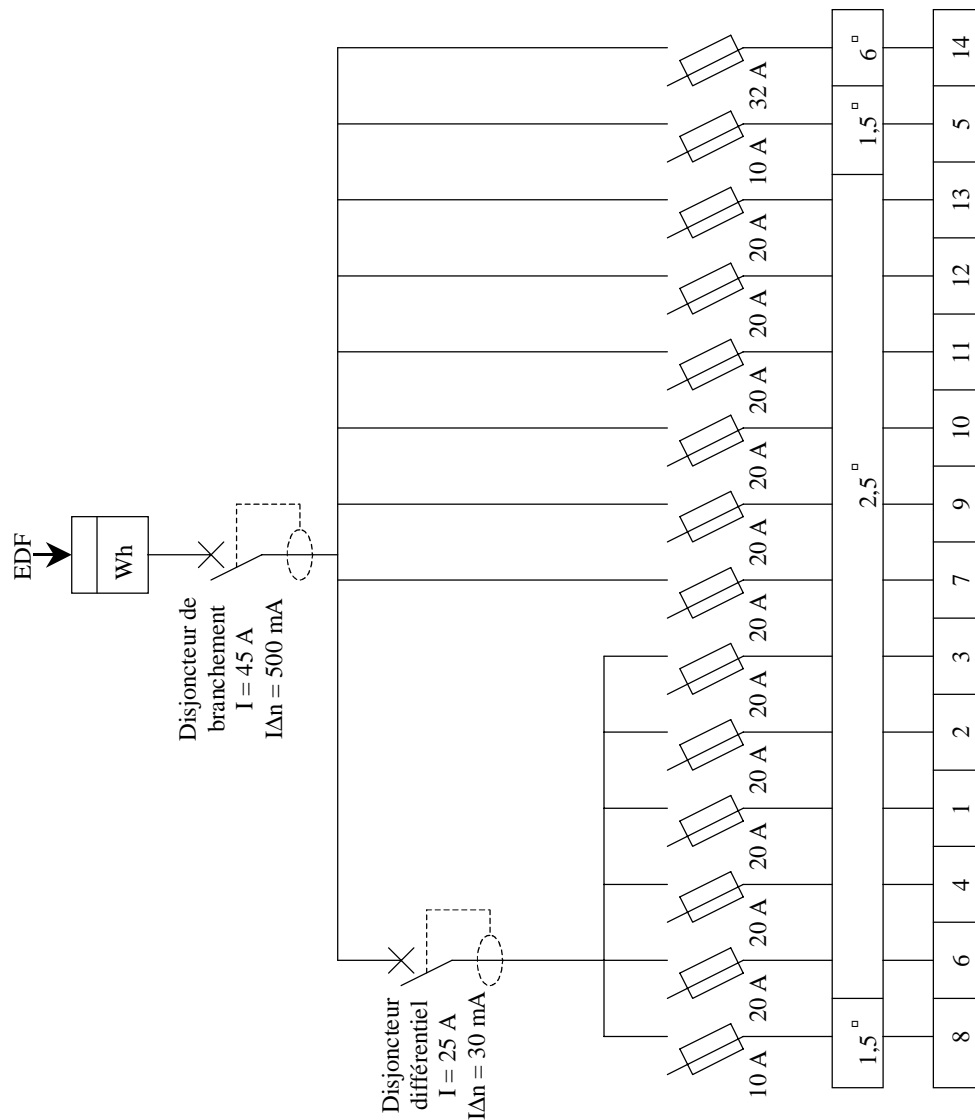 EDF
Wh
Disjoncteur de
branchement
I = 45 A
I∆n = 500 mA
Disjoncteur
différentiel
I = 25 A
I∆n = 30 mA
10 A
20 A
20 A
20 A
20 A
20 A
20 A
20 A
20 A
20 A
20 A
20 A
10 A
32 A
1,5 □
2,5 □
1,5 □
6 □
8
6
4
1
2
3
7
9
10
11
12
13
5
14